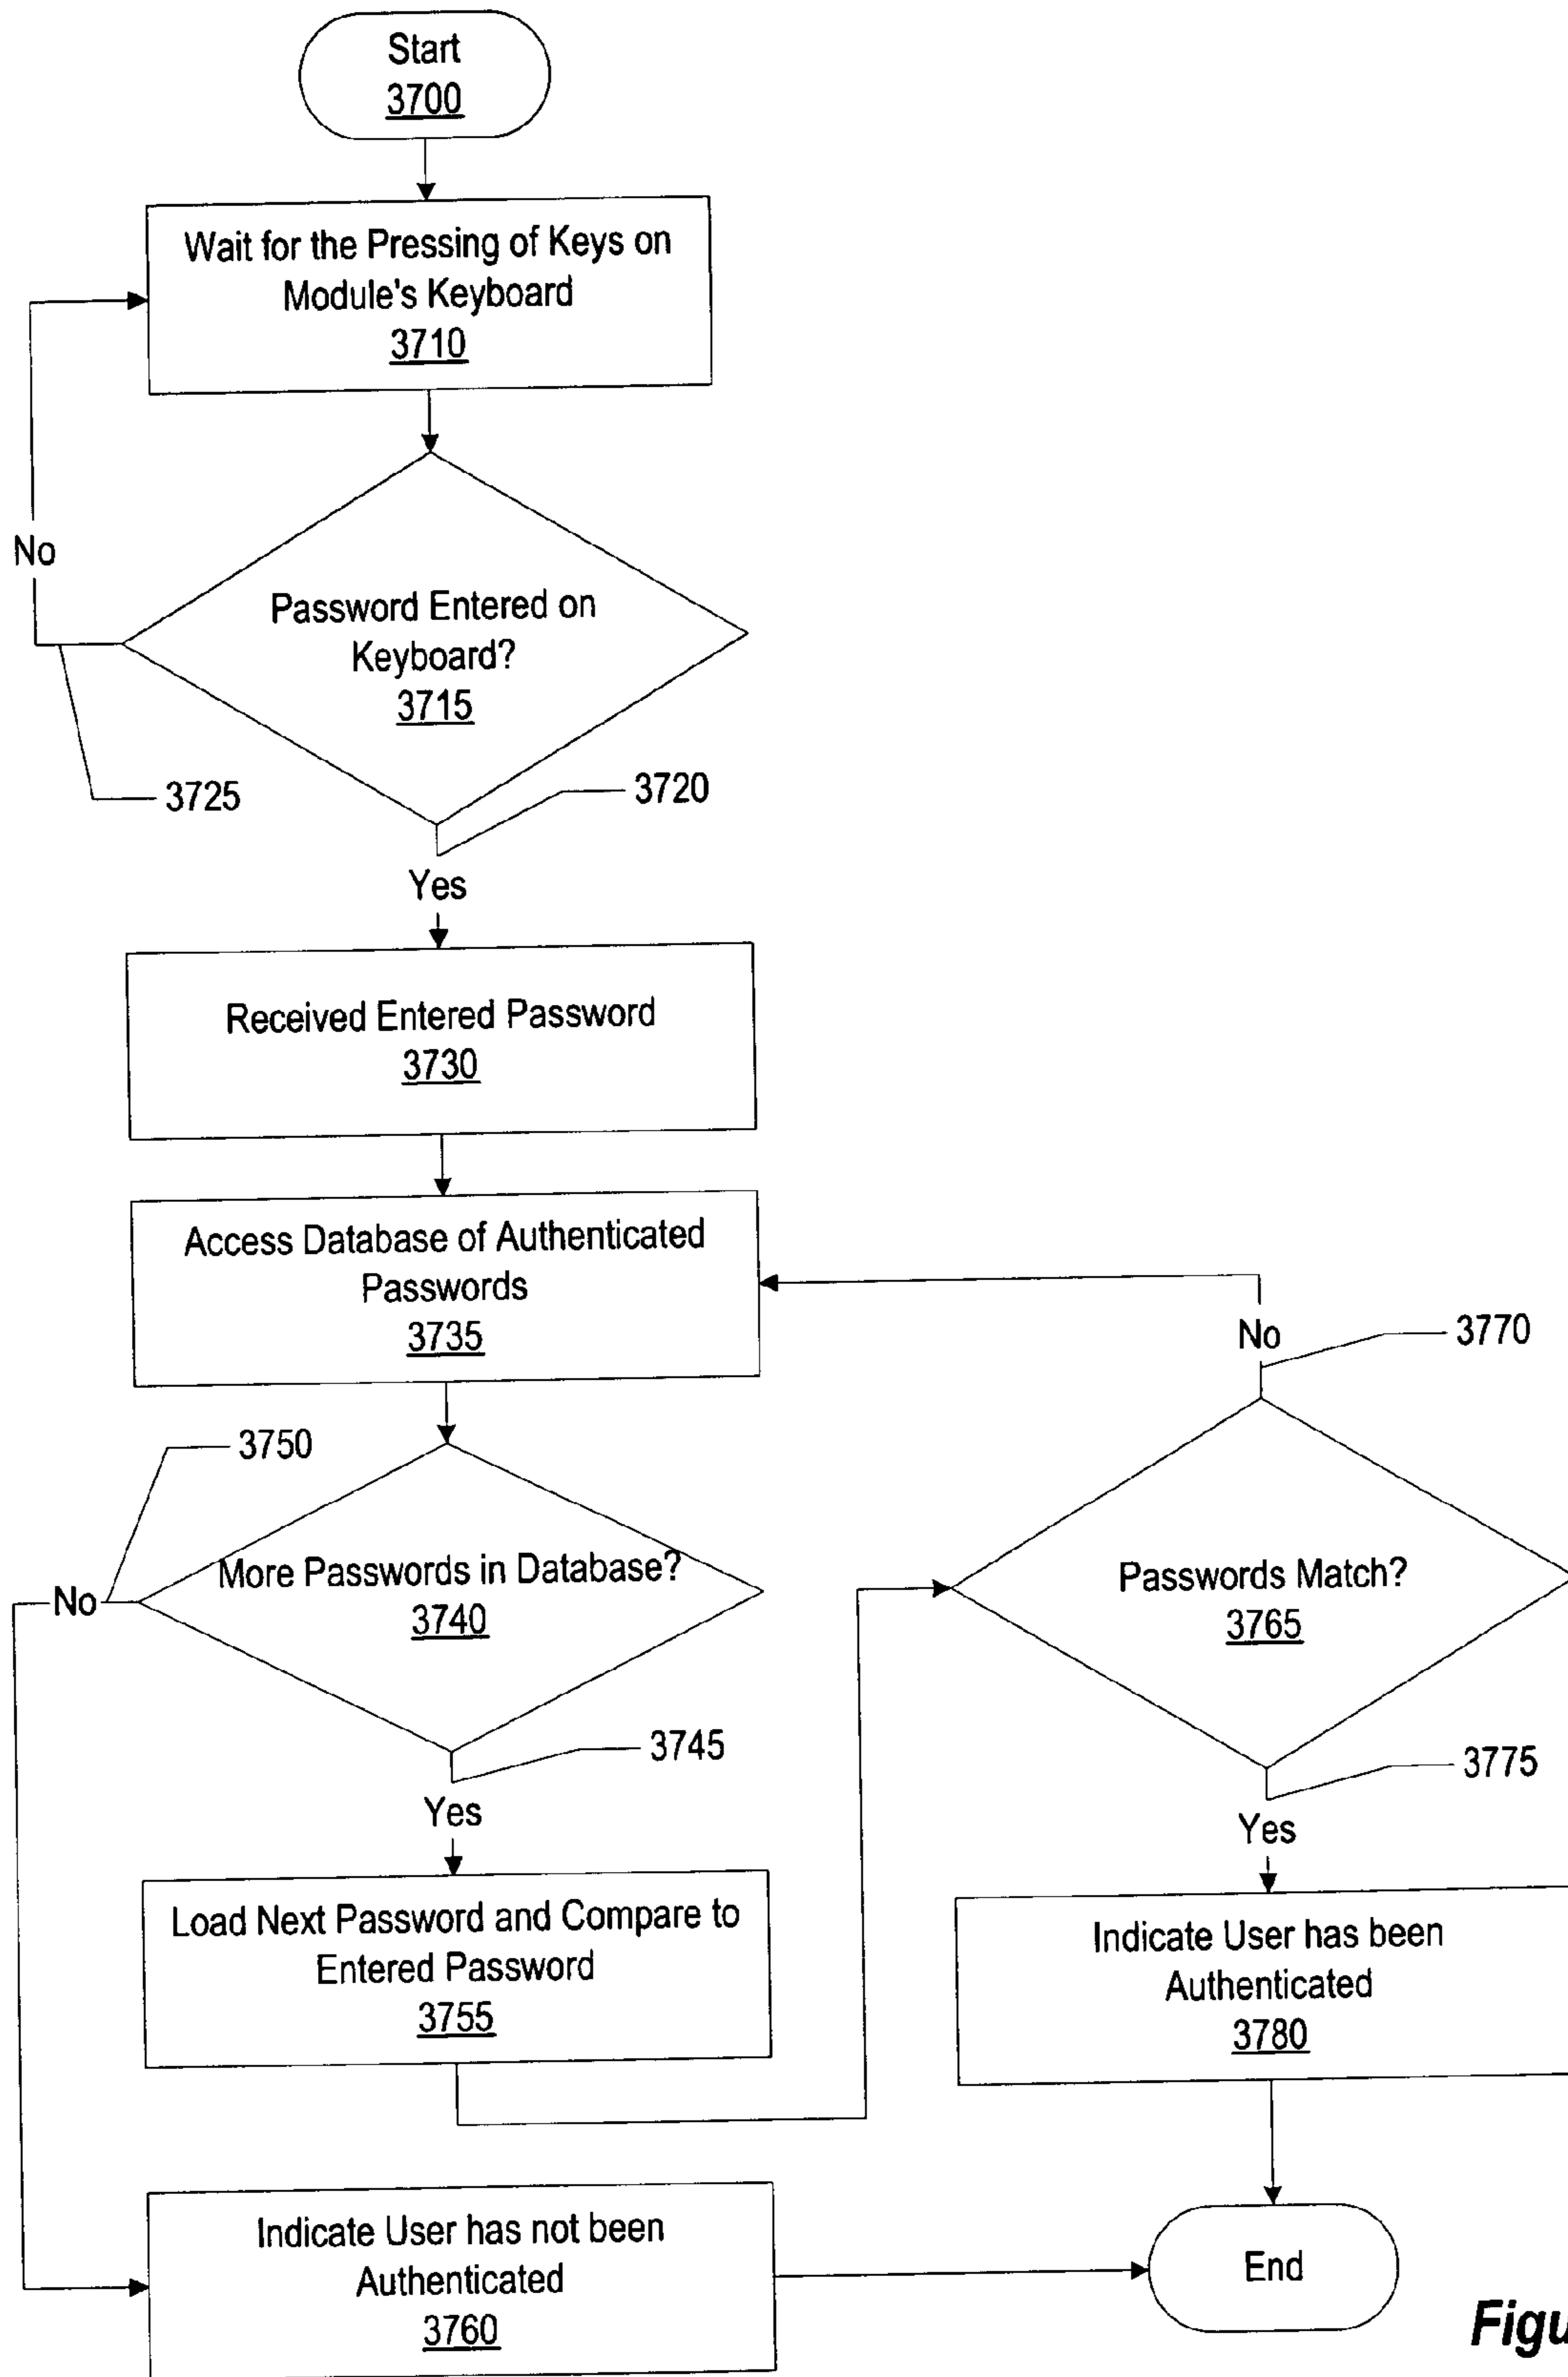 Start
3700
Wait for the Pressing of Keys on
Module's Keyboard
3710
No
Password Entered on
Keyboard?
3715
3725
3720
Yes
Received Entered Password
3730
Access Database of Authenticated
Passwords
3735
No
3770
3750
More Passwords in Database?
3740
No
Passwords Match?
3765
3745
3775
Yes
Yes
Load Next Password and Compare to
Entered Password
3755
Indicate User has been
Authenticated
3780
Indicate User has not been
Authenticated
3760
End